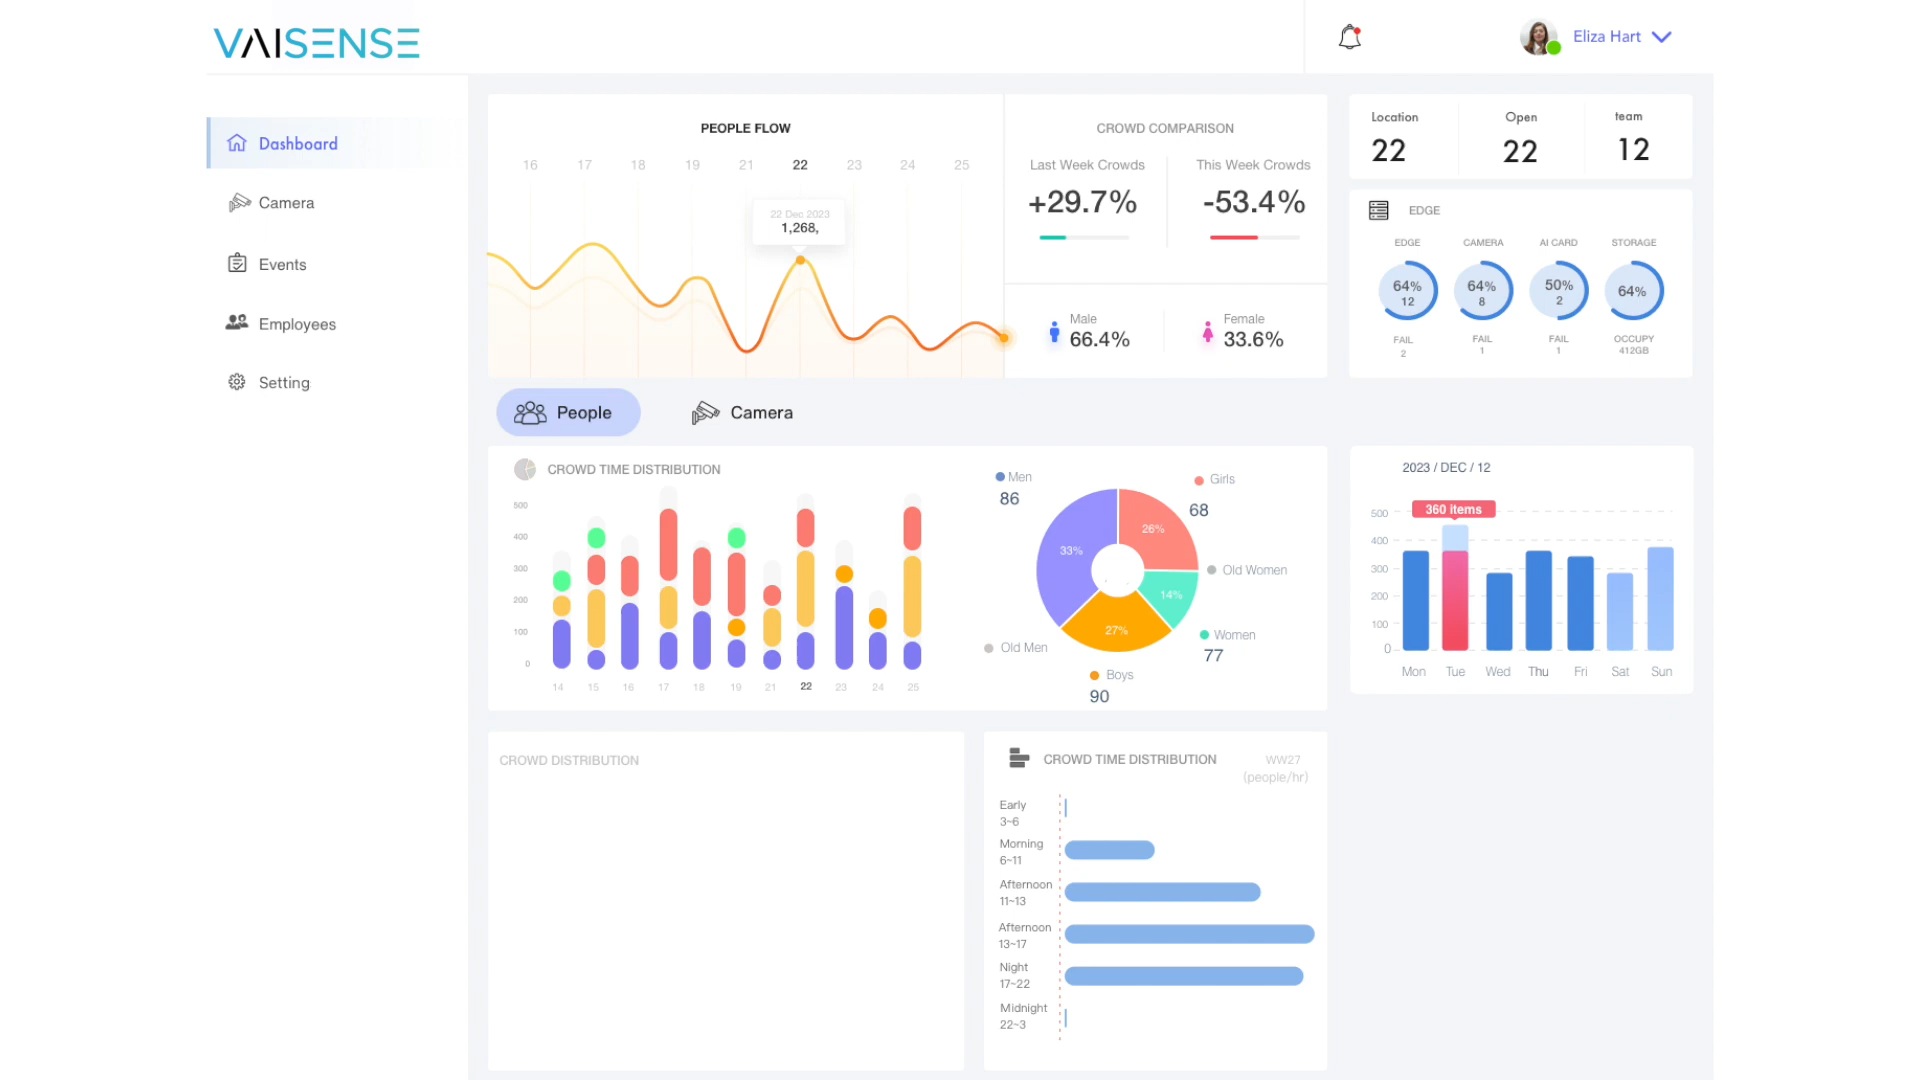 VAISENSE
Eliza Hart
Dashboard
Camera
Events
Employees
Setting
PEOPLE FLOW
16 17 18 19 21 22 23 24 25
22 Dec 2023
1,268,
CROWD COMPARISON
Last Week Crowds
+29.7%
This Week Crowds
-53.4%
Male
66.4%
Female
33.6%
Location
22
Open
22
team
12
EDGE
EDGE CAMERA AI CARD STORAGE
64%
12
64%
8
50%
2
64%
FAIL
2
FAIL
1
FAIL
1
OCCUPY
412GB
People
Camera
CROWD TIME DISTRIBUTION
500
400
300
200
100
0
14 15 16 17 18 19 21 22 23 24 25
Men
86
Girls
68
Old Women
Women
77
Boys
90
Old Men
33%
26%
14%
27%
2023 / DEC / 12
360 items
500
400
300
200
100
0
Mon Tue Wed Thu Fri Sat Sun
CROWD DISTRIBUTION
CROWD TIME DISTRIBUTION
WW27
(people/hr)
Early
3~6
Morning
6~11
Afternoon
11~13
Afternoon
13~17
Night
17~22
Midnight
22~3